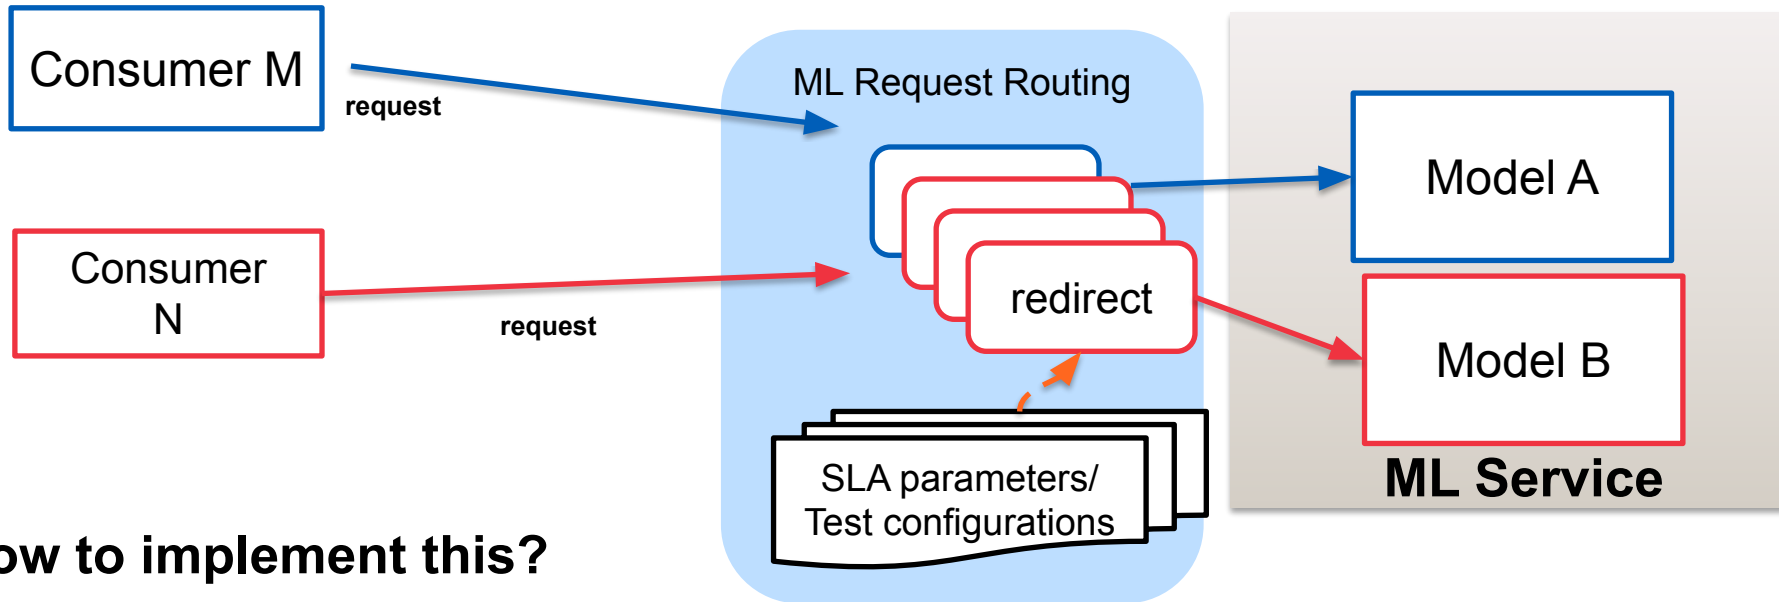 Consumer M
request
ML Request Routing
Model A
Consumer
N
request
redirect
Model B
SLA parameters/
Test configurations
ML Service
ow to implement this?